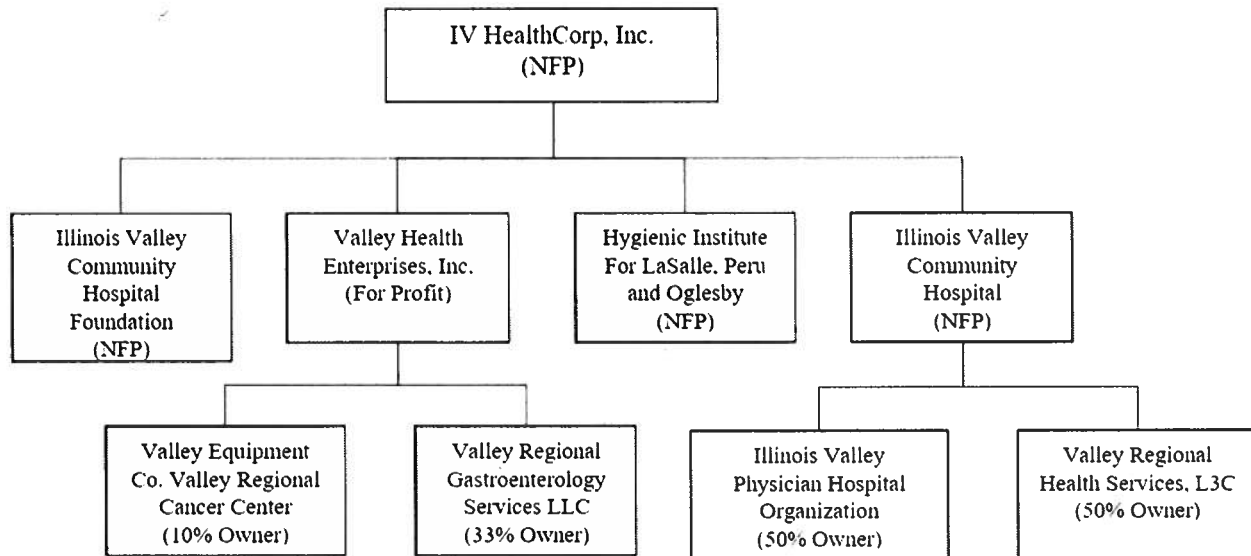 IV HealthCorp, Inc.
(NFP)
Illinois Valley
Community
Hospital
Foundation
(NFP)
Valley Health
Enterprises, Inc.
(For Profit)
Hygienic Institute
For LaSalle, Peru
and Oglesby
(NFP)
Illinois Valley
Community
Hospital
(NFP)
Valley Equipment
Co. Valley Regional
Cancer Center
(10% Owner)
Valley Regional
Gastroenterology
Services LLC
(33% Owner)
Illinois Valley
Physician Hospital
Organization
(50% Owner)
Valley Regional
Health Services, L3C
(50% Owner)